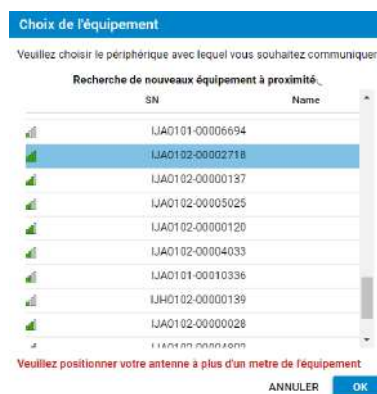 Choix de l'équipement
Veuillez choisir le périphérique avec lequel vous souhaitez communiquer
Recherche de nouveaux équipement à proximité
SN Name
IJA0101-00006694
IJA0102-00002718
IJA0102-00000137
IJA0102-00005025
IJA0102-00000120
IJA0102-00004033
IJA0101-00010336
IJH0102-00000139
IJA0102-00000028
Veuillez positionner votre antenne à plus d'un metre de l'équipement
ANNULER OK